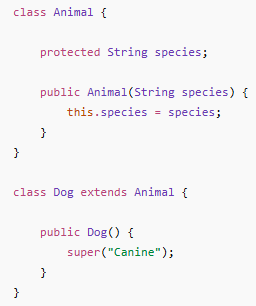 class Animal {

    protected String species;

    public Animal(String species) {
        this.species = species;
    }
}

class Dog extends Animal {

    public Dog() {
        super("Canine");
    }
}